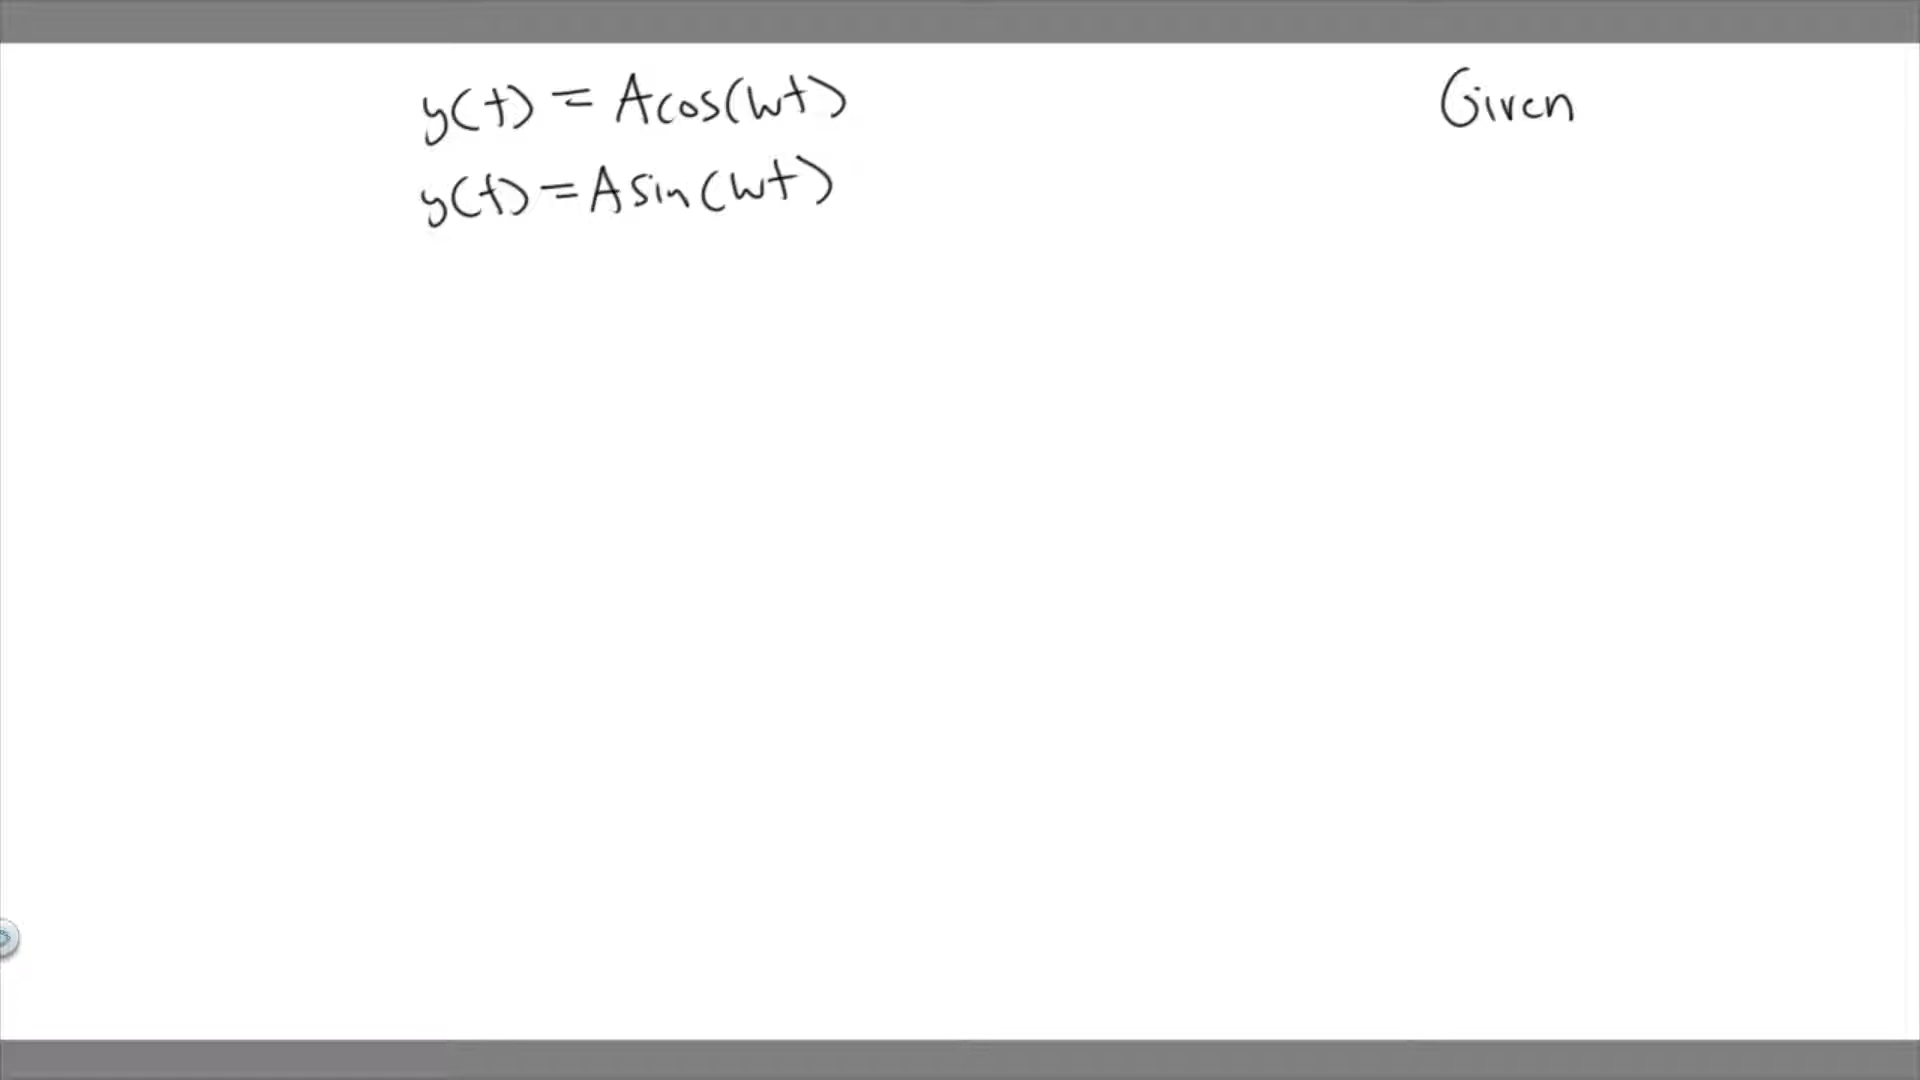 y(t) = Acos(wt)
Given
y(t) = Asin(wt)